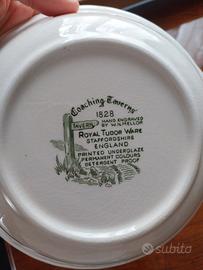 Coaching Taverns
1828
TAVERN
HAND ENGRAVED
BY W.H. MELLOR
ROYAL TUDOR WARE
STAFFORDSHIRE
ENGLAND
PRINTED UNDERGLAZE
PERMANENT COLOURS
DETERGENT PROOF
subito